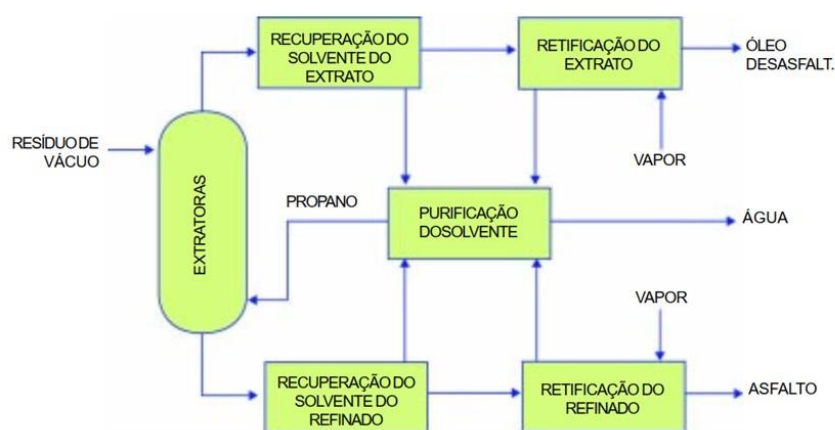 RECUPERAÇÃO DO
SOLVENTE DO
EXTRATO
RETIFICAÇÃO DO
EXTRATO
ÓLEO
DESASFALT.
RESÍDUO DE
VÁCUO
EXTRATORAS
VAPOR
PROPANO
PURIFICAÇÃO
DOSOLVENTE
ÁGUA
VAPOR
RECUPERAÇÃO DO
SOLVENTE DO
REFINADO
RETIFICAÇÃO DO
REFINADO
ASFALTO